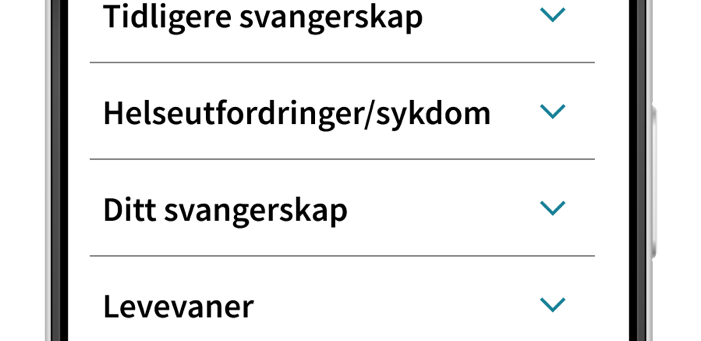 Tidligere svangerskap
Helseutfordringer/sykdom
Ditt svangerskap
Levevaner